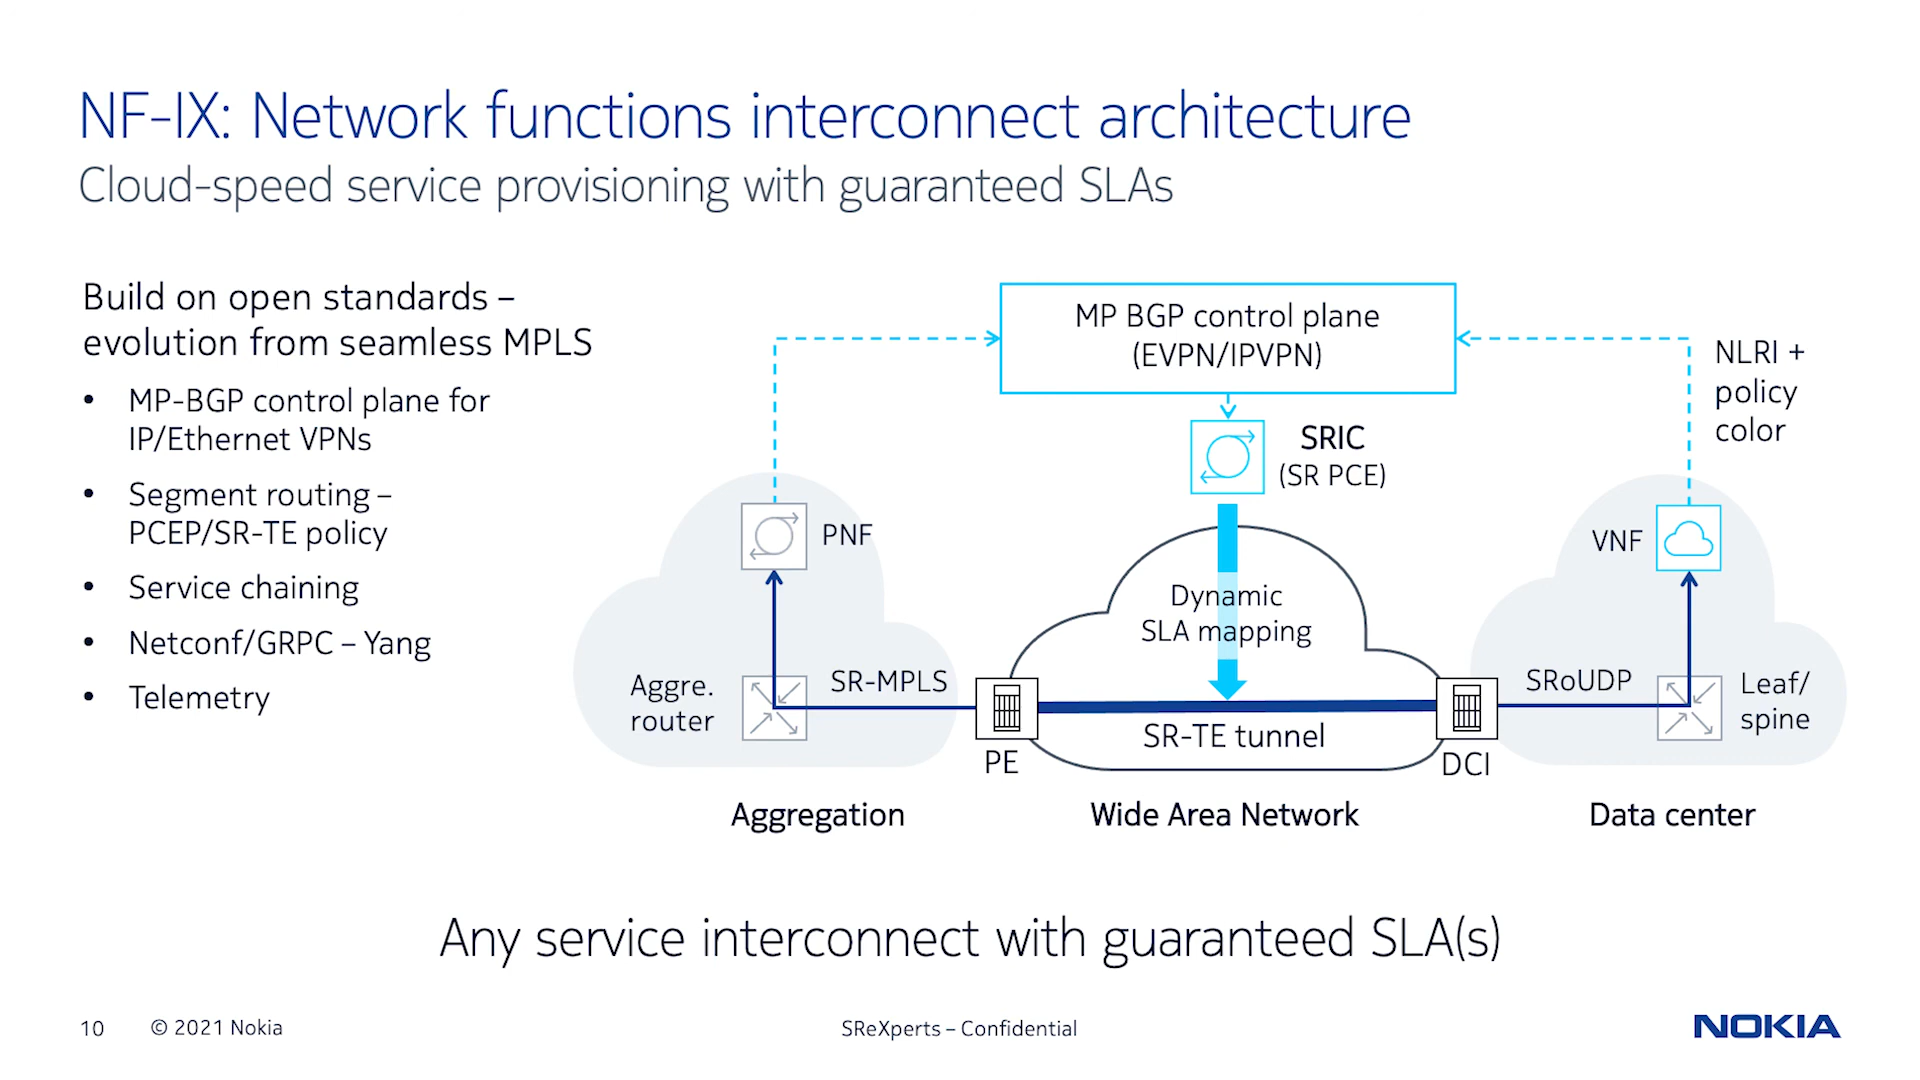 NF-IX: Network functions interconnect architecture
Cloud-speed service provisioning with guaranteed SLAs
Build on open standards –
evolution from seamless MPLS
• MP-BGP control plane for
IP/Ethernet VPNs
• Segment routing –
PCEP/SR-TE policy
• Service chaining
• Netconf/GRPC – Yang
• Telemetry
MP BGP control plane
(EVPN/IPVPN)
NLRI +
policy
color
SRIC
(SR PCE)
PNF
VNF
Dynamic
SLA mapping
Aggre.
router
SR-MPLS
SRoUDP
Leaf/
spine
SR-TE tunnel
PE
DCI
Aggregation
Wide Area Network
Data center
Any service interconnect with guaranteed SLA(s)
10
© 2021 Nokia
SReXperts – Confidential
NOKIA